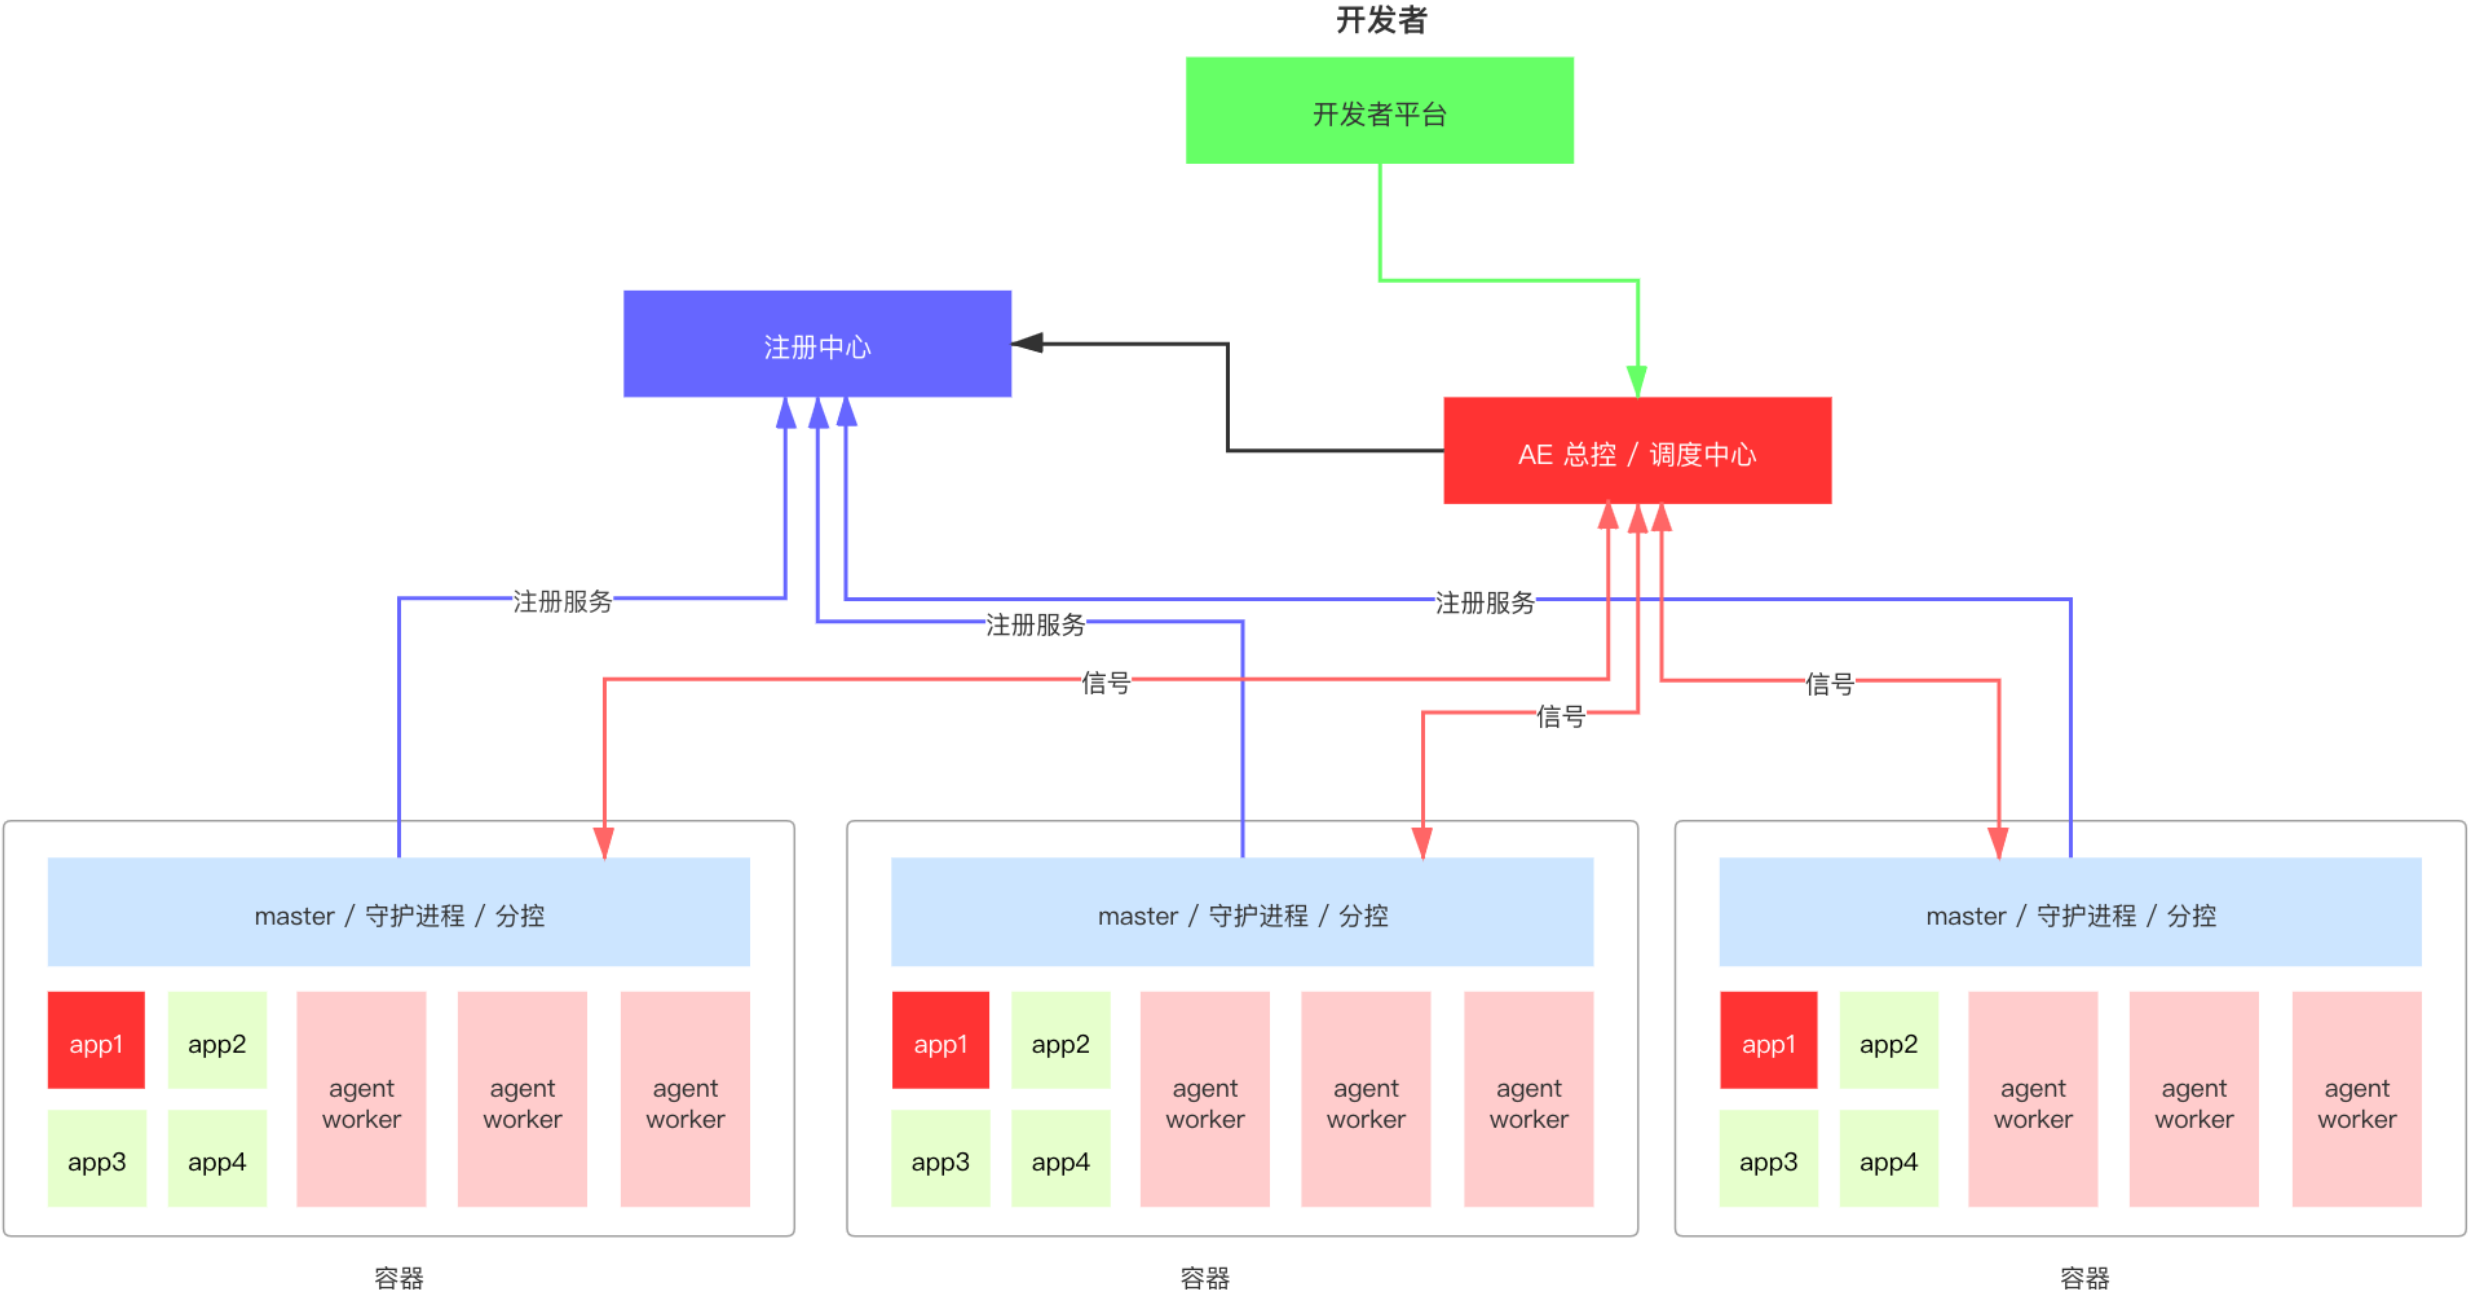 开发者
开发者平台
注册中心
AE 总控 / 调度中心
注册服务
注册服务
注册服务
信号
信号
信号
master / 守护进程 / 分控
app1
app2
app3
app4
agent
worker
agent
worker
agent
worker
容器
master / 守护进程 / 分控
app1
app2
app3
app4
agent
worker
agent
worker
agent
worker
容器
master / 守护进程 / 分控
app1
app2
app3
app4
agent
worker
agent
worker
agent
worker
容器